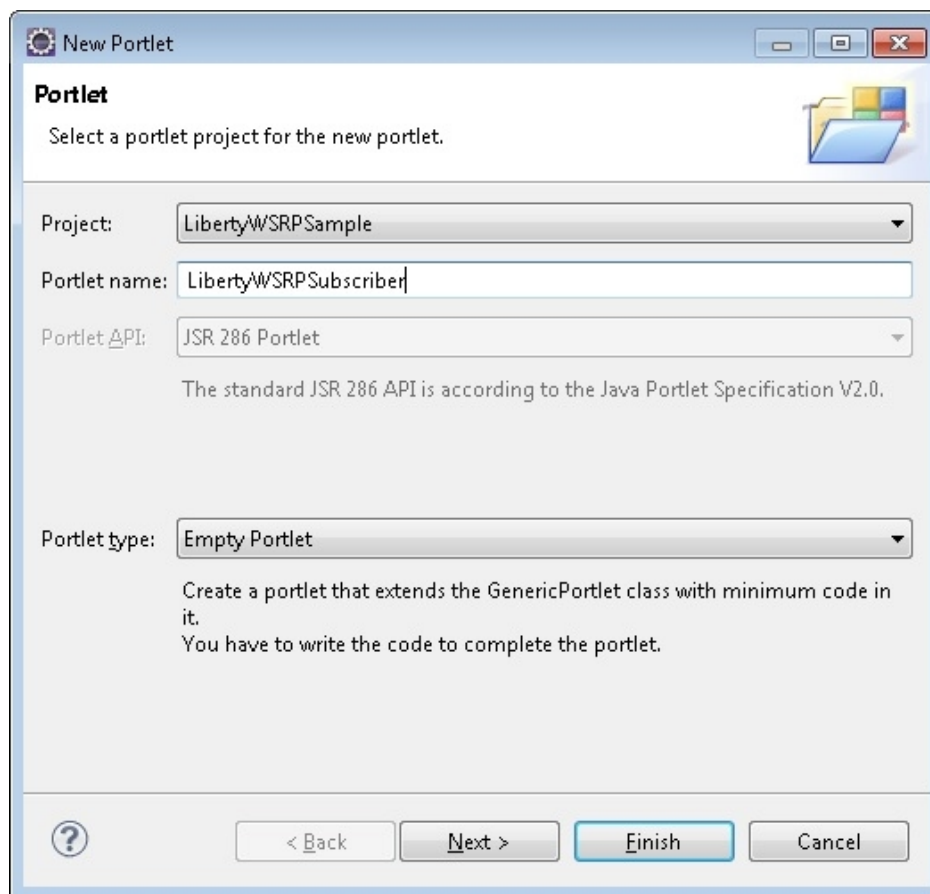 New Portlet
Portlet
Select a portlet project for the new portlet.
Project: LibertyWSRPSample
Portlet name: LibertyWSRPSubscriber
Portlet API: JSR 286 Portlet
The standard JSR 286 API is according to the Java Portlet Specification V2.0.
Portlet type: Empty Portlet
Create a portlet that extends the GenericPortlet class with minimum code in
it.
You have to write the code to complete the portlet.
? < Back Next > Finish Cancel